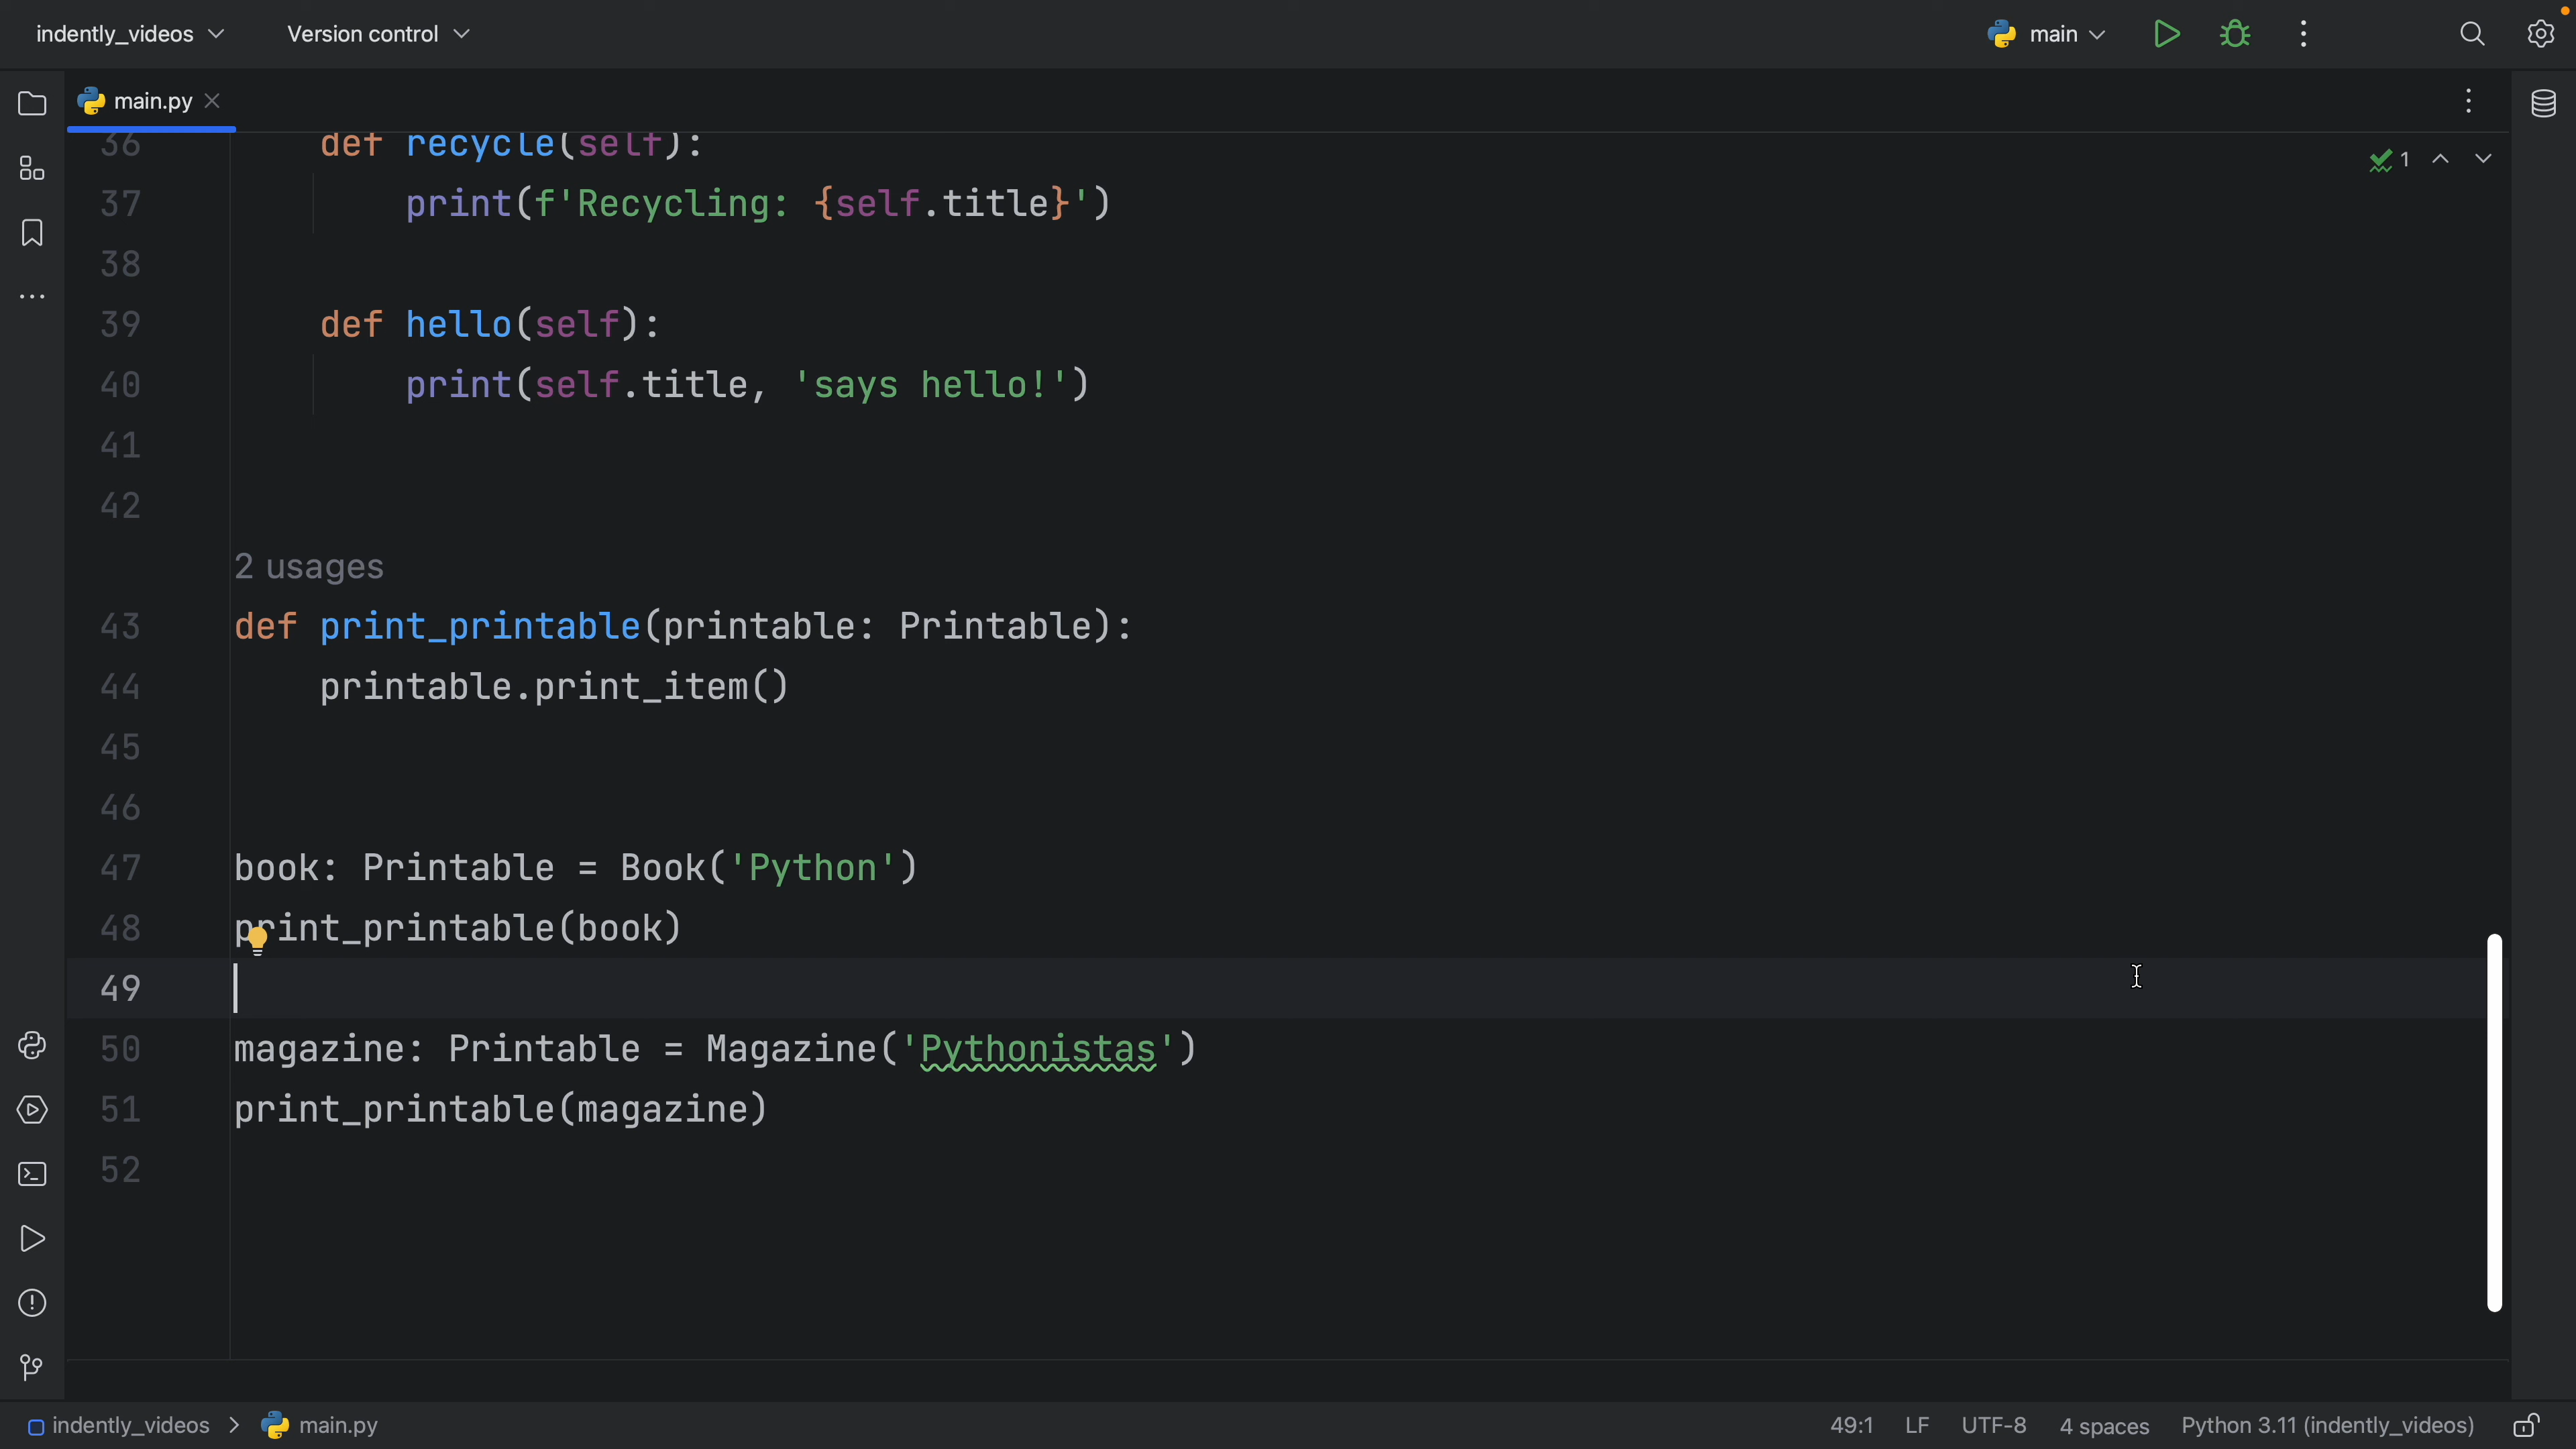 indently_videos Version control main
main.py
36 def recycle(self):
1
37 print(f'Recycling: {self.title}')
38
39 def hello(self):
40 print(self.title, 'says hello!')
41
42
2 usages
43 def print_printable(printable: Printable):
44 printable.print_item()
45
46
47 book: Printable = Book('Python')
48 print_printable(book)
49
50 magazine: Printable = Magazine('Pythonistas')
51 print_printable(magazine)
52
indently_videos > main.py 49:1 LF UTF-8 4 spaces Python 3.11 (indently_videos)